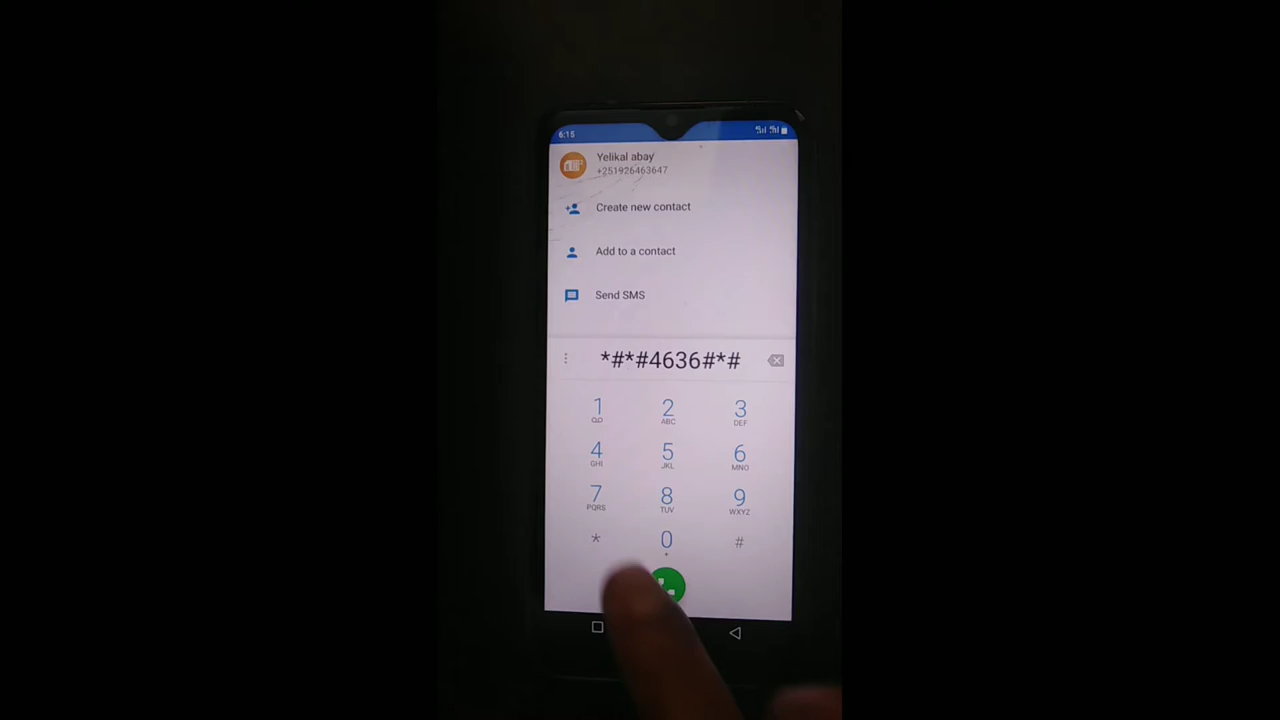 6:15
Yelikal abay
+251926463647
Create new contact
Add to a contact
Send SMS
*#*#4636#*#
1 2 3
ABC DEF
4 5 6
GHI JKL MNO
7 8 9
PQRS TUV WXYZ
* 0 #
+